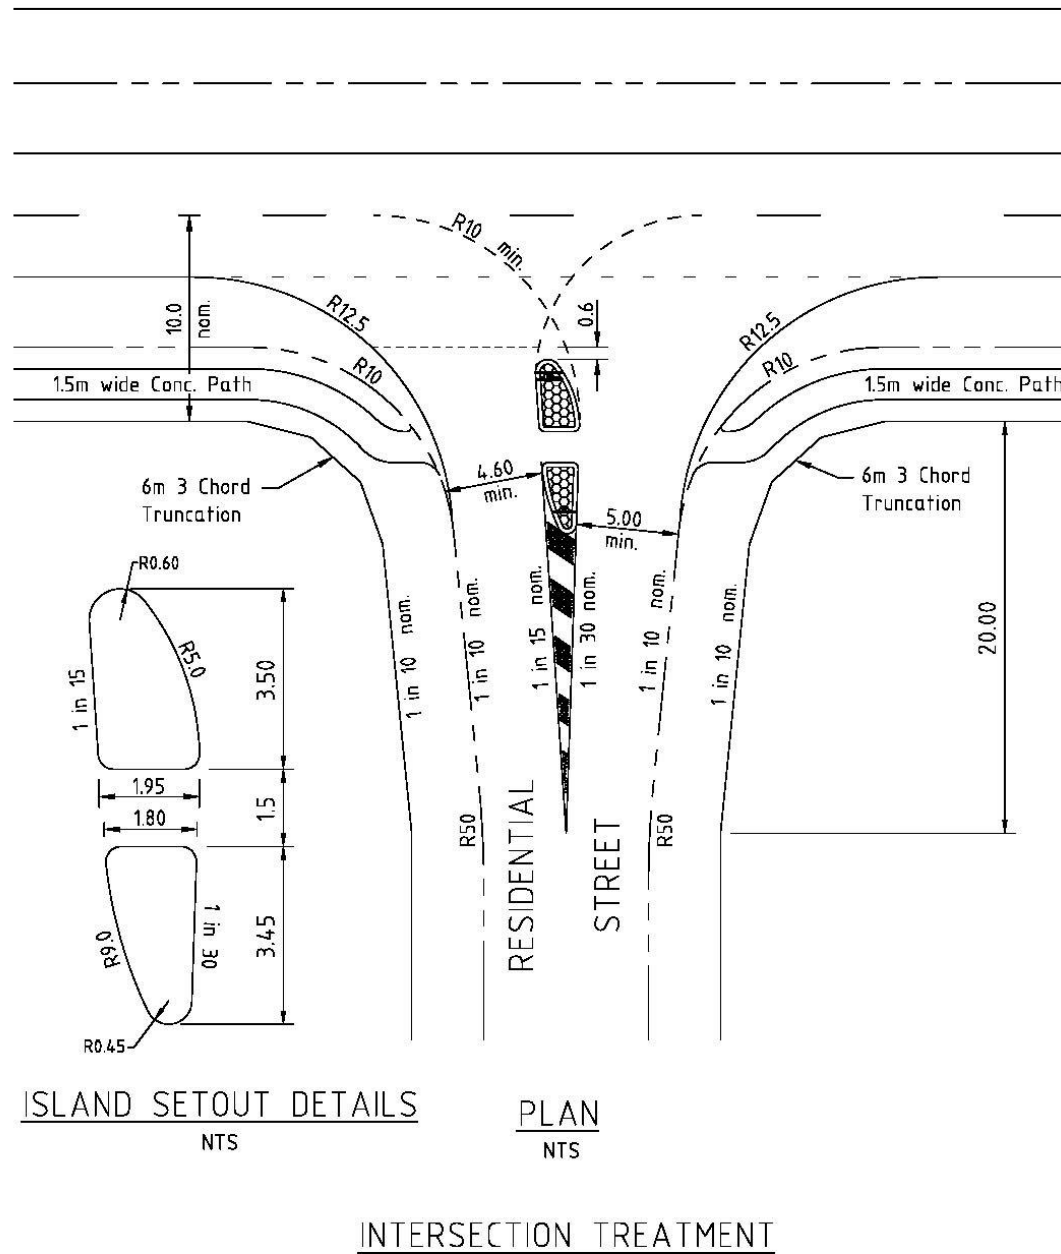 R10 min.
10.0
nom.
R12.5
0.6
R12.5
R10
R10
1.5m wide Conc. Path
1.5m wide Conc. Path
6m 3 Chord
Truncation
4.60
min.
6m 3 Chord
Truncation
5.00
min.
R0.60
R5.0
1 in 15
3.50
1 in 10 nom.
1 in 10 nom.
1 in 15 nom.
1 in 30 nom.
1 in 10 nom.
1 in 10 nom.
20.00
1.95
1.80
1.5
R50
R50
RESIDENTIAL
STREET
R9.0
1 in 30
3.45
R0.45
ISLAND SETOUT DETAILS
NTS
PLAN
NTS
INTERSECTION TREATMENT